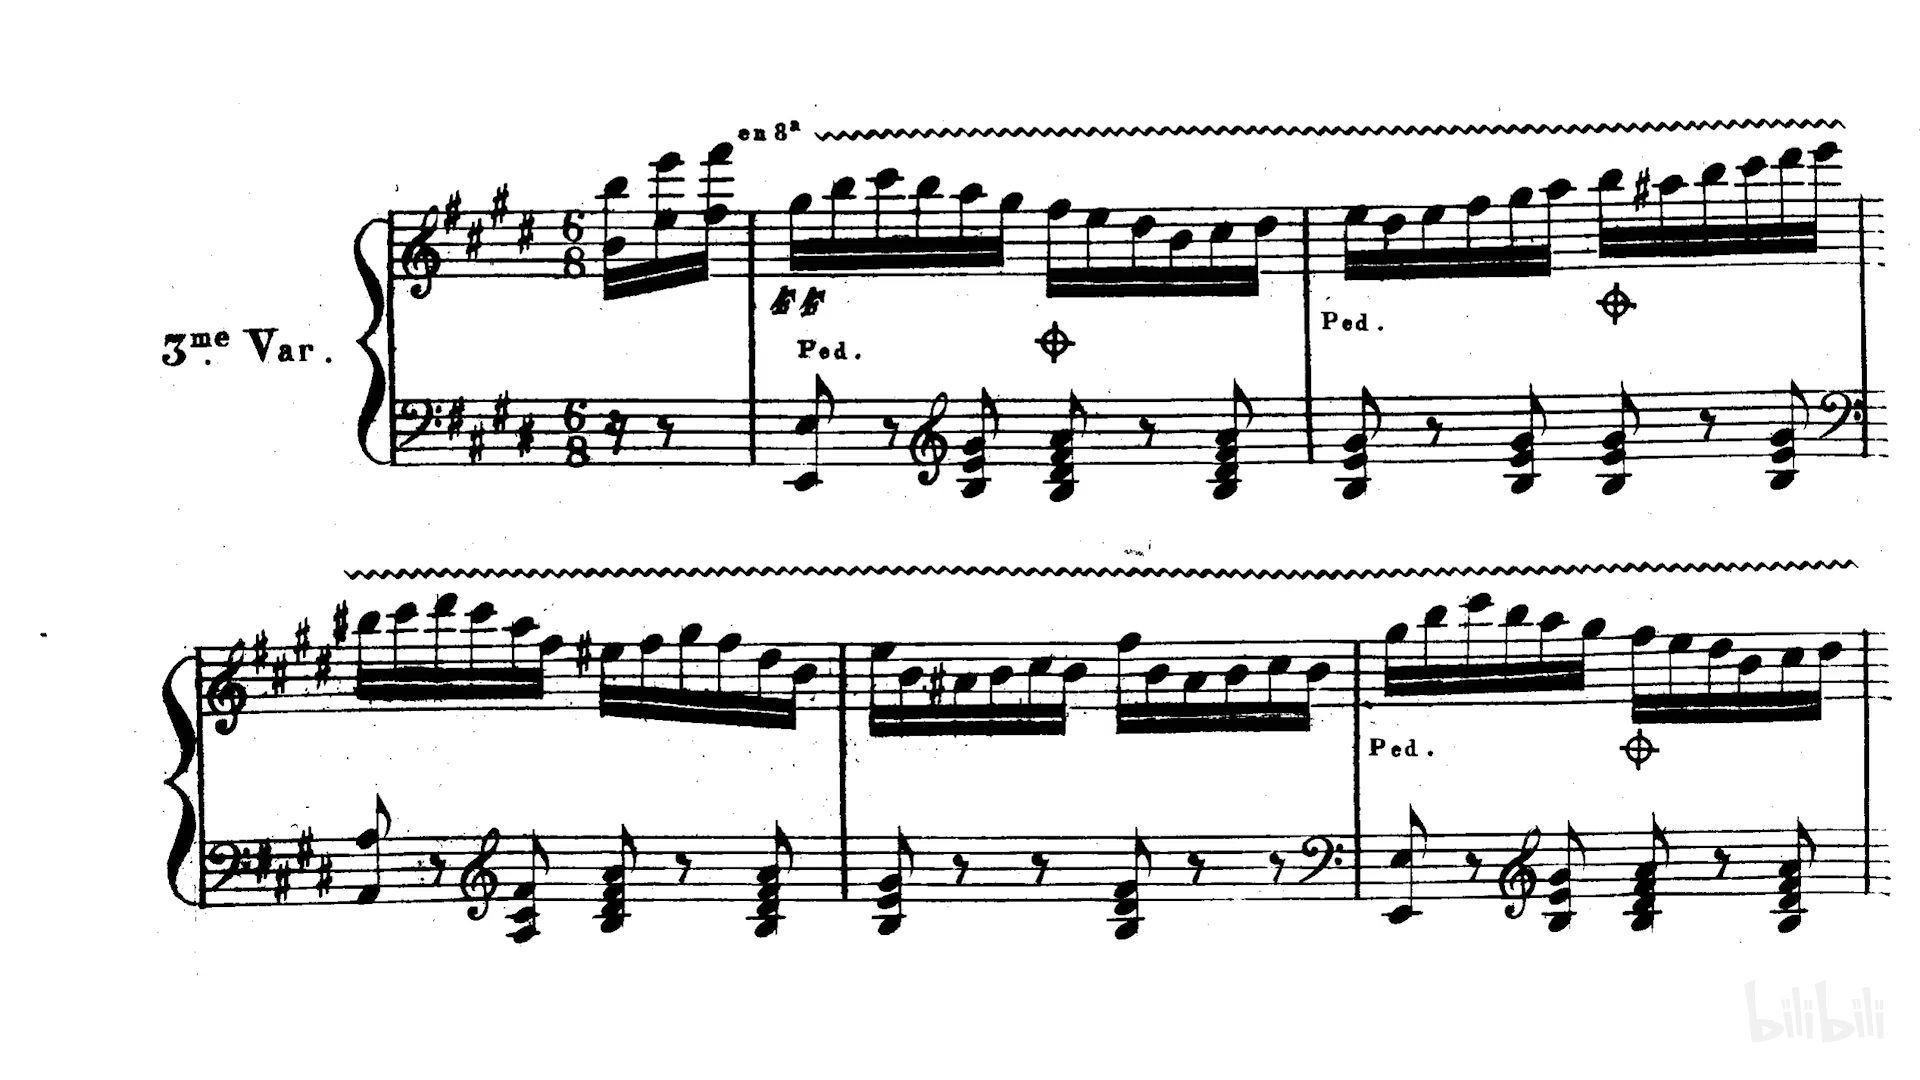 en 8a
6
8
FF
Ped.
Ped.
3me Var.
6
8
Ped.
bilibili